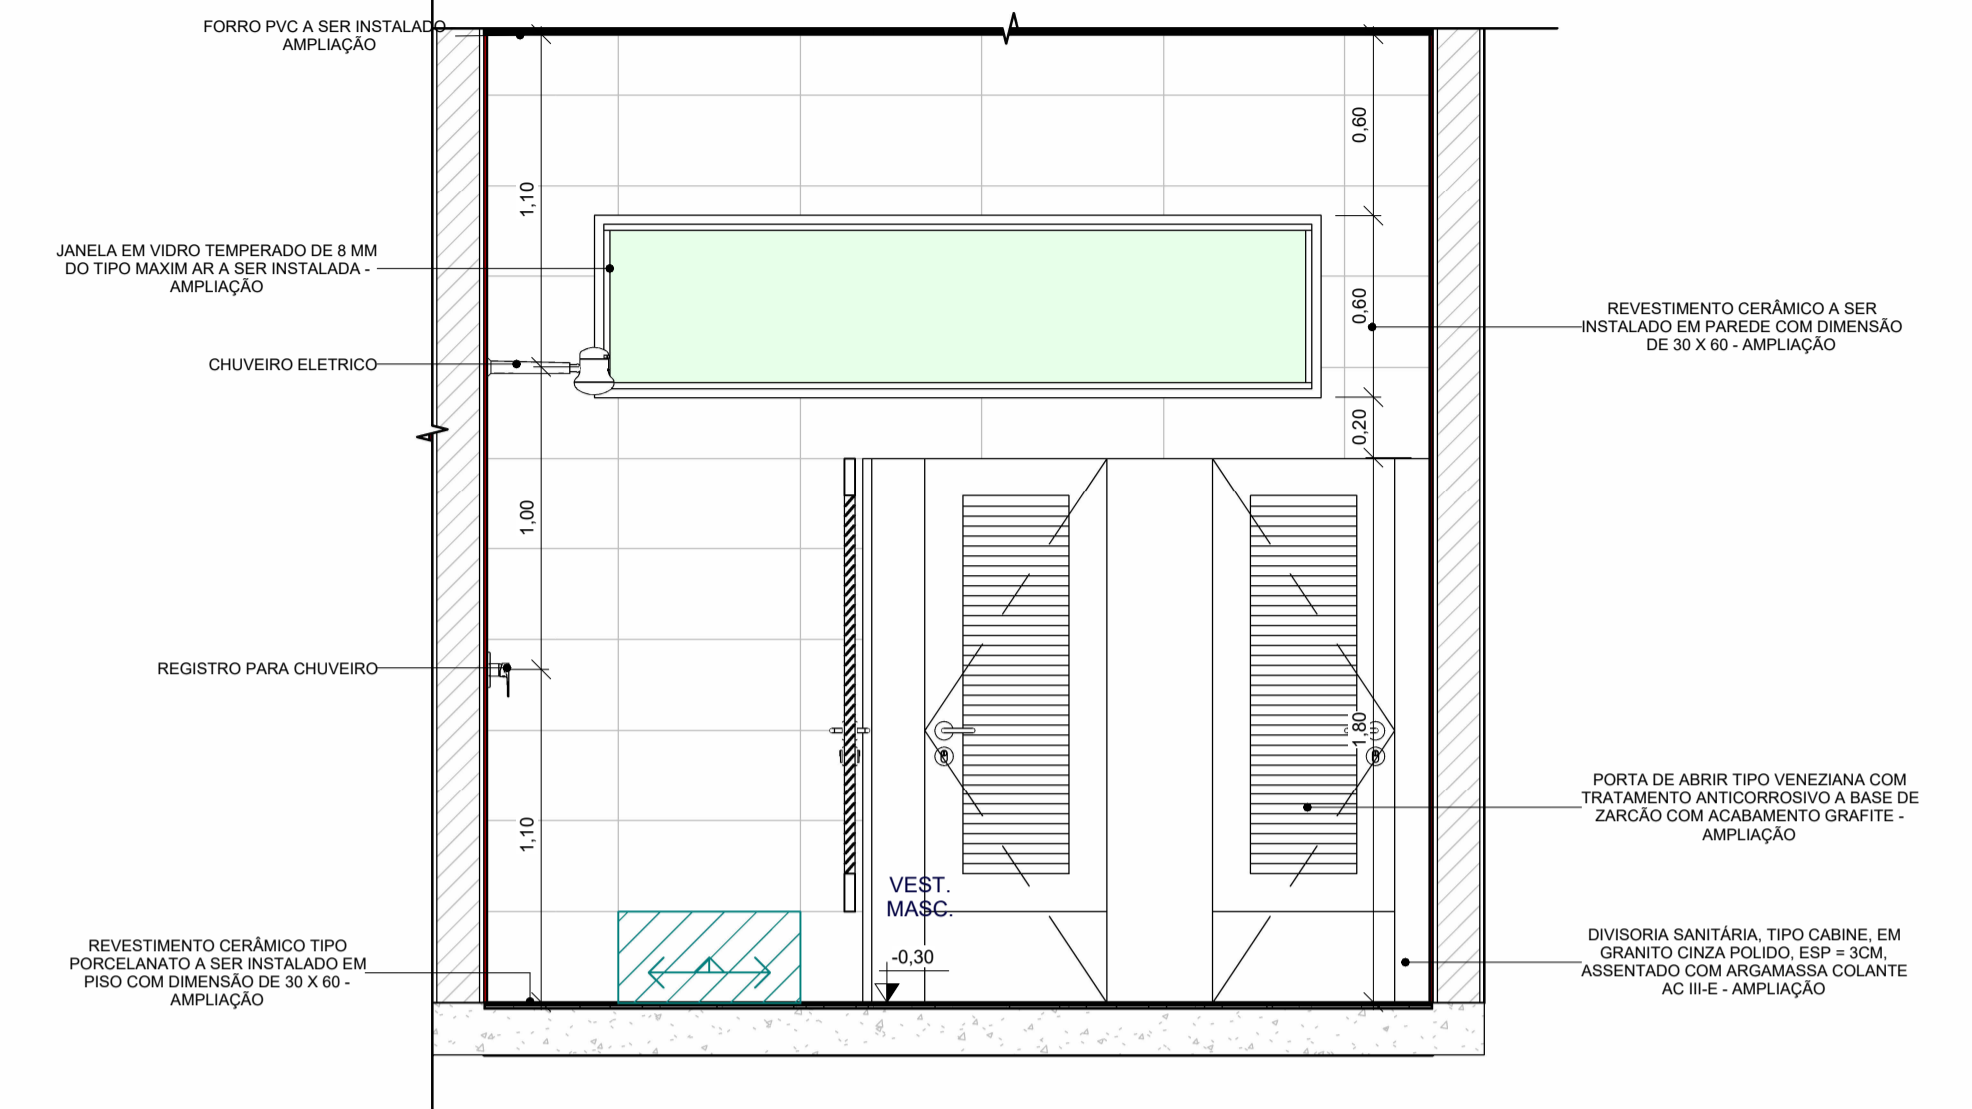 FORRO PVC A SER INSTALADO
AMPLIAÇÃO
0,60
1,10
JANELA EM VIDRO TEMPERADO DE 8 MM
DO TIPO MAXIM AR A SER INSTALADA -
AMPLIAÇÃO
0,60
REVESTIMENTO CERÂMICO A SER
INSTALADO EM PAREDE COM DIMENSÃO
DE 30 X 60 - AMPLIAÇÃO
CHUVEIRO ELETRICO
0,20
1,00
REGISTRO PARA CHUVEIRO
1,80
PORTA DE ABRIR TIPO VENEZIANA COM
TRATAMENTO ANTICORROSIVO A BASE DE
ZARCÃO COM ACABAMENTO GRAFITE -
AMPLIAÇÃO
1,10
VEST.
MASC.
-0,30
REVESTIMENTO CERÂMICO TIPO
PORCELANATO A SER INSTALADO EM
PISO COM DIMENSÃO DE 30 X 60 -
AMPLIAÇÃO
DIVISORIA SANITÁRIA, TIPO CABINE, EM
GRANITO CINZA POLIDO, ESP = 3CM,
ASSENTADO COM ARGAMASSA COLANTE
AC III-E - AMPLIAÇÃO